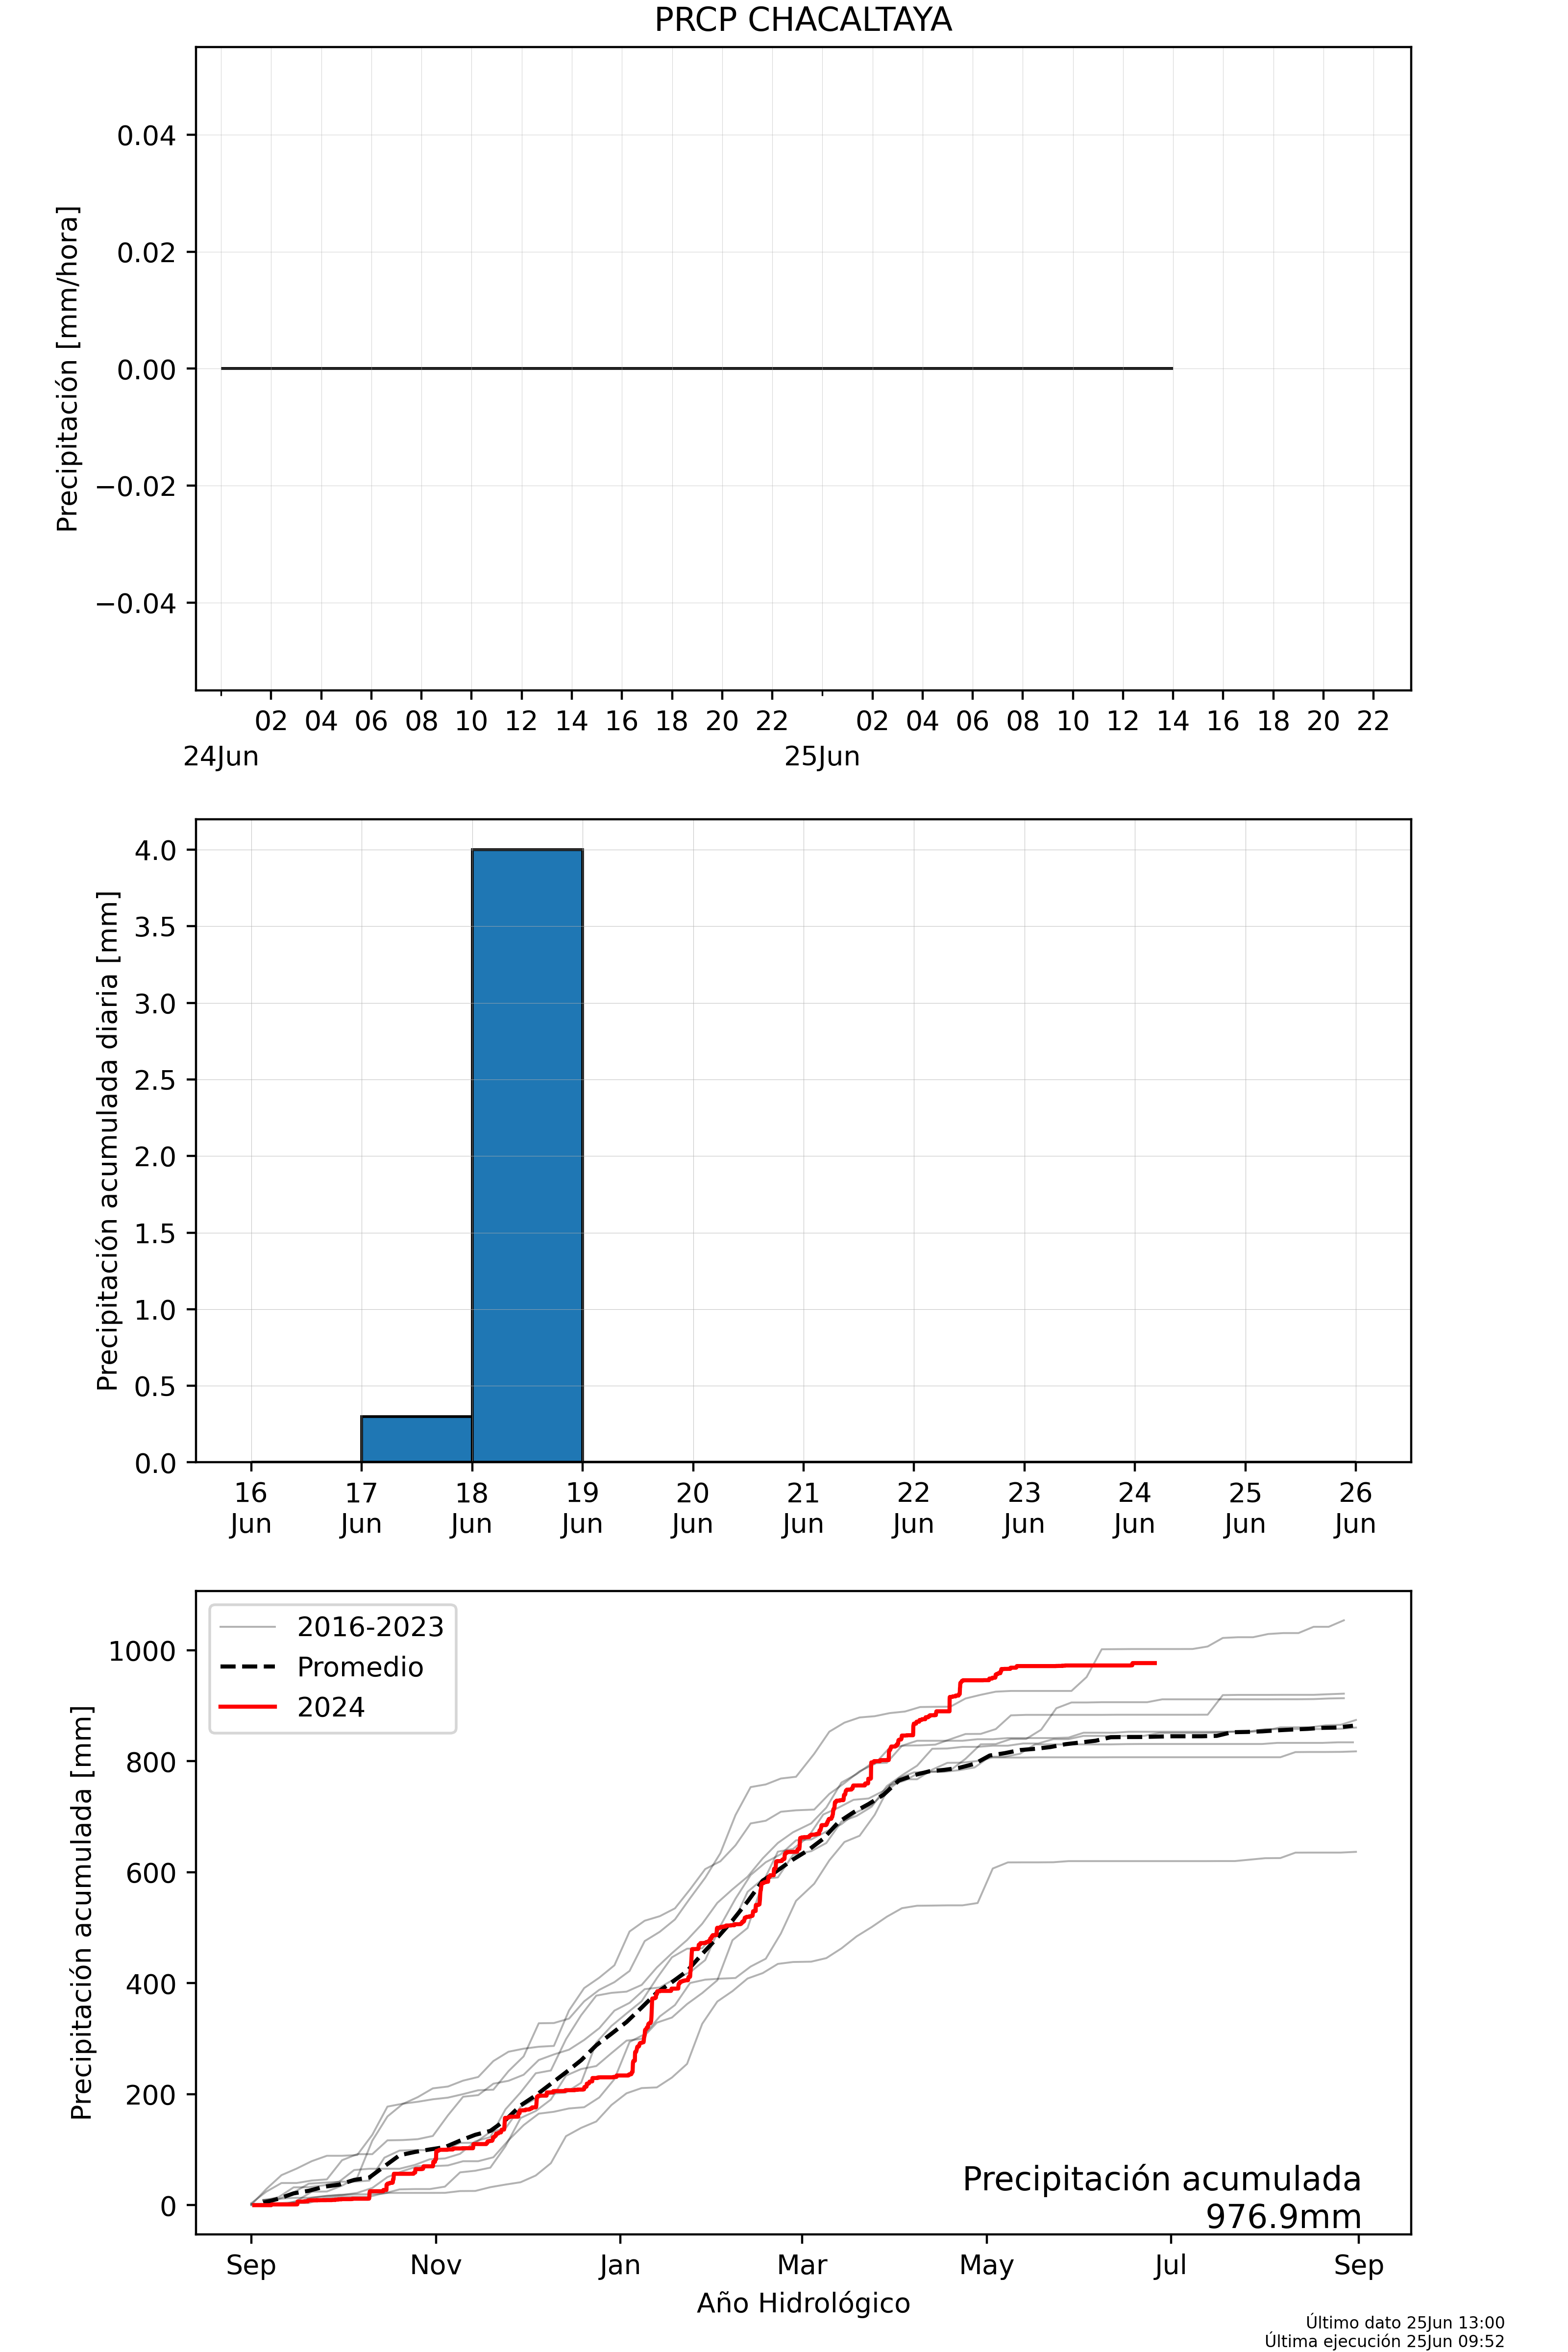 PRCP CHACALTAYA
Precipitación [mm/hora]
0.04
0.02
0.00
−0.02
−0.04
02 04 06 08 10 12 14 16 18 20 22 02 04 06 08 10 12 14 16 18 20 22
24Jun 25Jun
Precipitación acumulada diaria [mm]
4.0
3.5
3.0
2.5
2.0
1.5
1.0
0.5
0.0
16 17 18 19 20 21 22 23 24 25 26
Jun Jun Jun Jun Jun Jun Jun Jun Jun Jun Jun
Precipitación acumulada [mm]
1000
800
600
400
200
0
2016-2023
Promedio
2024
Precipitación acumulada
976.9mm
Sep Nov Jan Mar May Jul Sep
Año Hidrológico
Último dato 25Jun 13:00
Última ejecución 25Jun 09:52